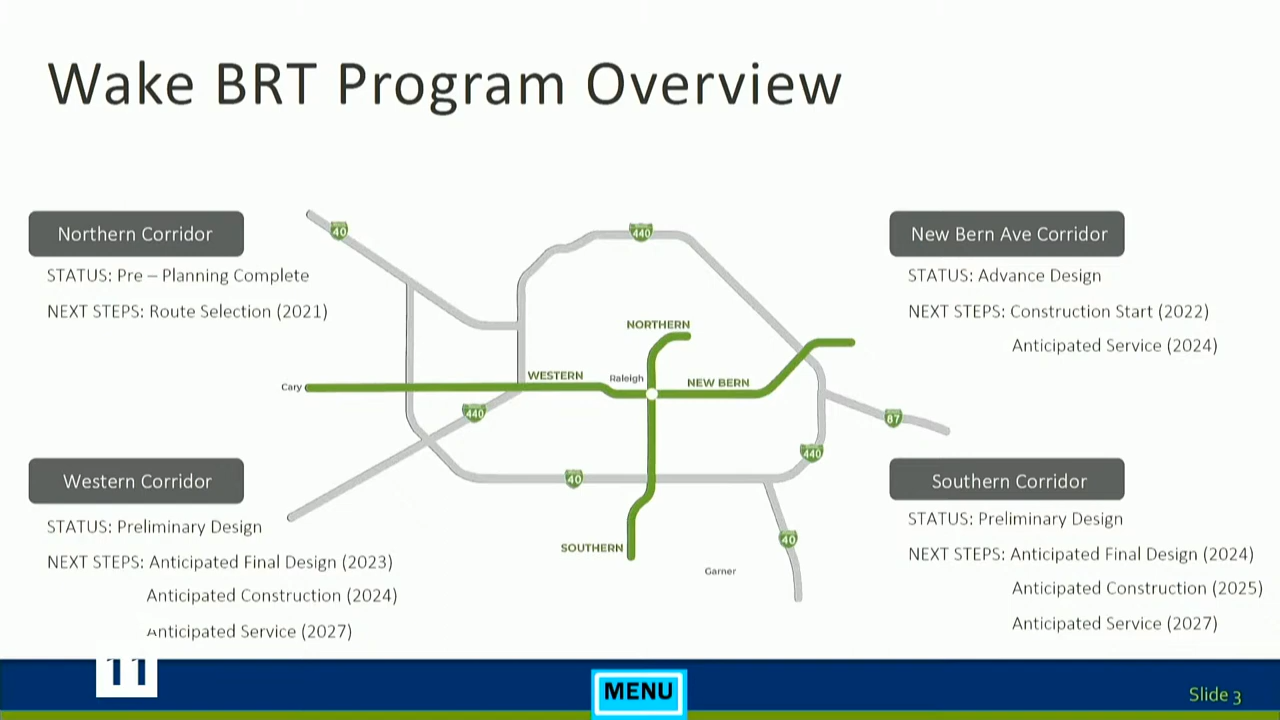 Wake BRT Program Overview
Northern Corridor
STATUS: Pre – Planning Complete
NEXT STEPS: Route Selection (2021)
New Bern Ave Corridor
STATUS: Advance Design
NEXT STEPS: Construction Start (2022)
Anticipated Service (2024)
40
440
NORTHERN
Cary
WESTERN
Raleigh
NEW BERN
440
87
440
40
40
SOUTHERN
Garner
Western Corridor
STATUS: Preliminary Design
NEXT STEPS: Anticipated Final Design (2023)
Anticipated Construction (2024)
Anticipated Service (2027)
Southern Corridor
STATUS: Preliminary Design
NEXT STEPS: Anticipated Final Design (2024)
Anticipated Construction (2025)
Anticipated Service (2027)
11
MENU
Slide 3